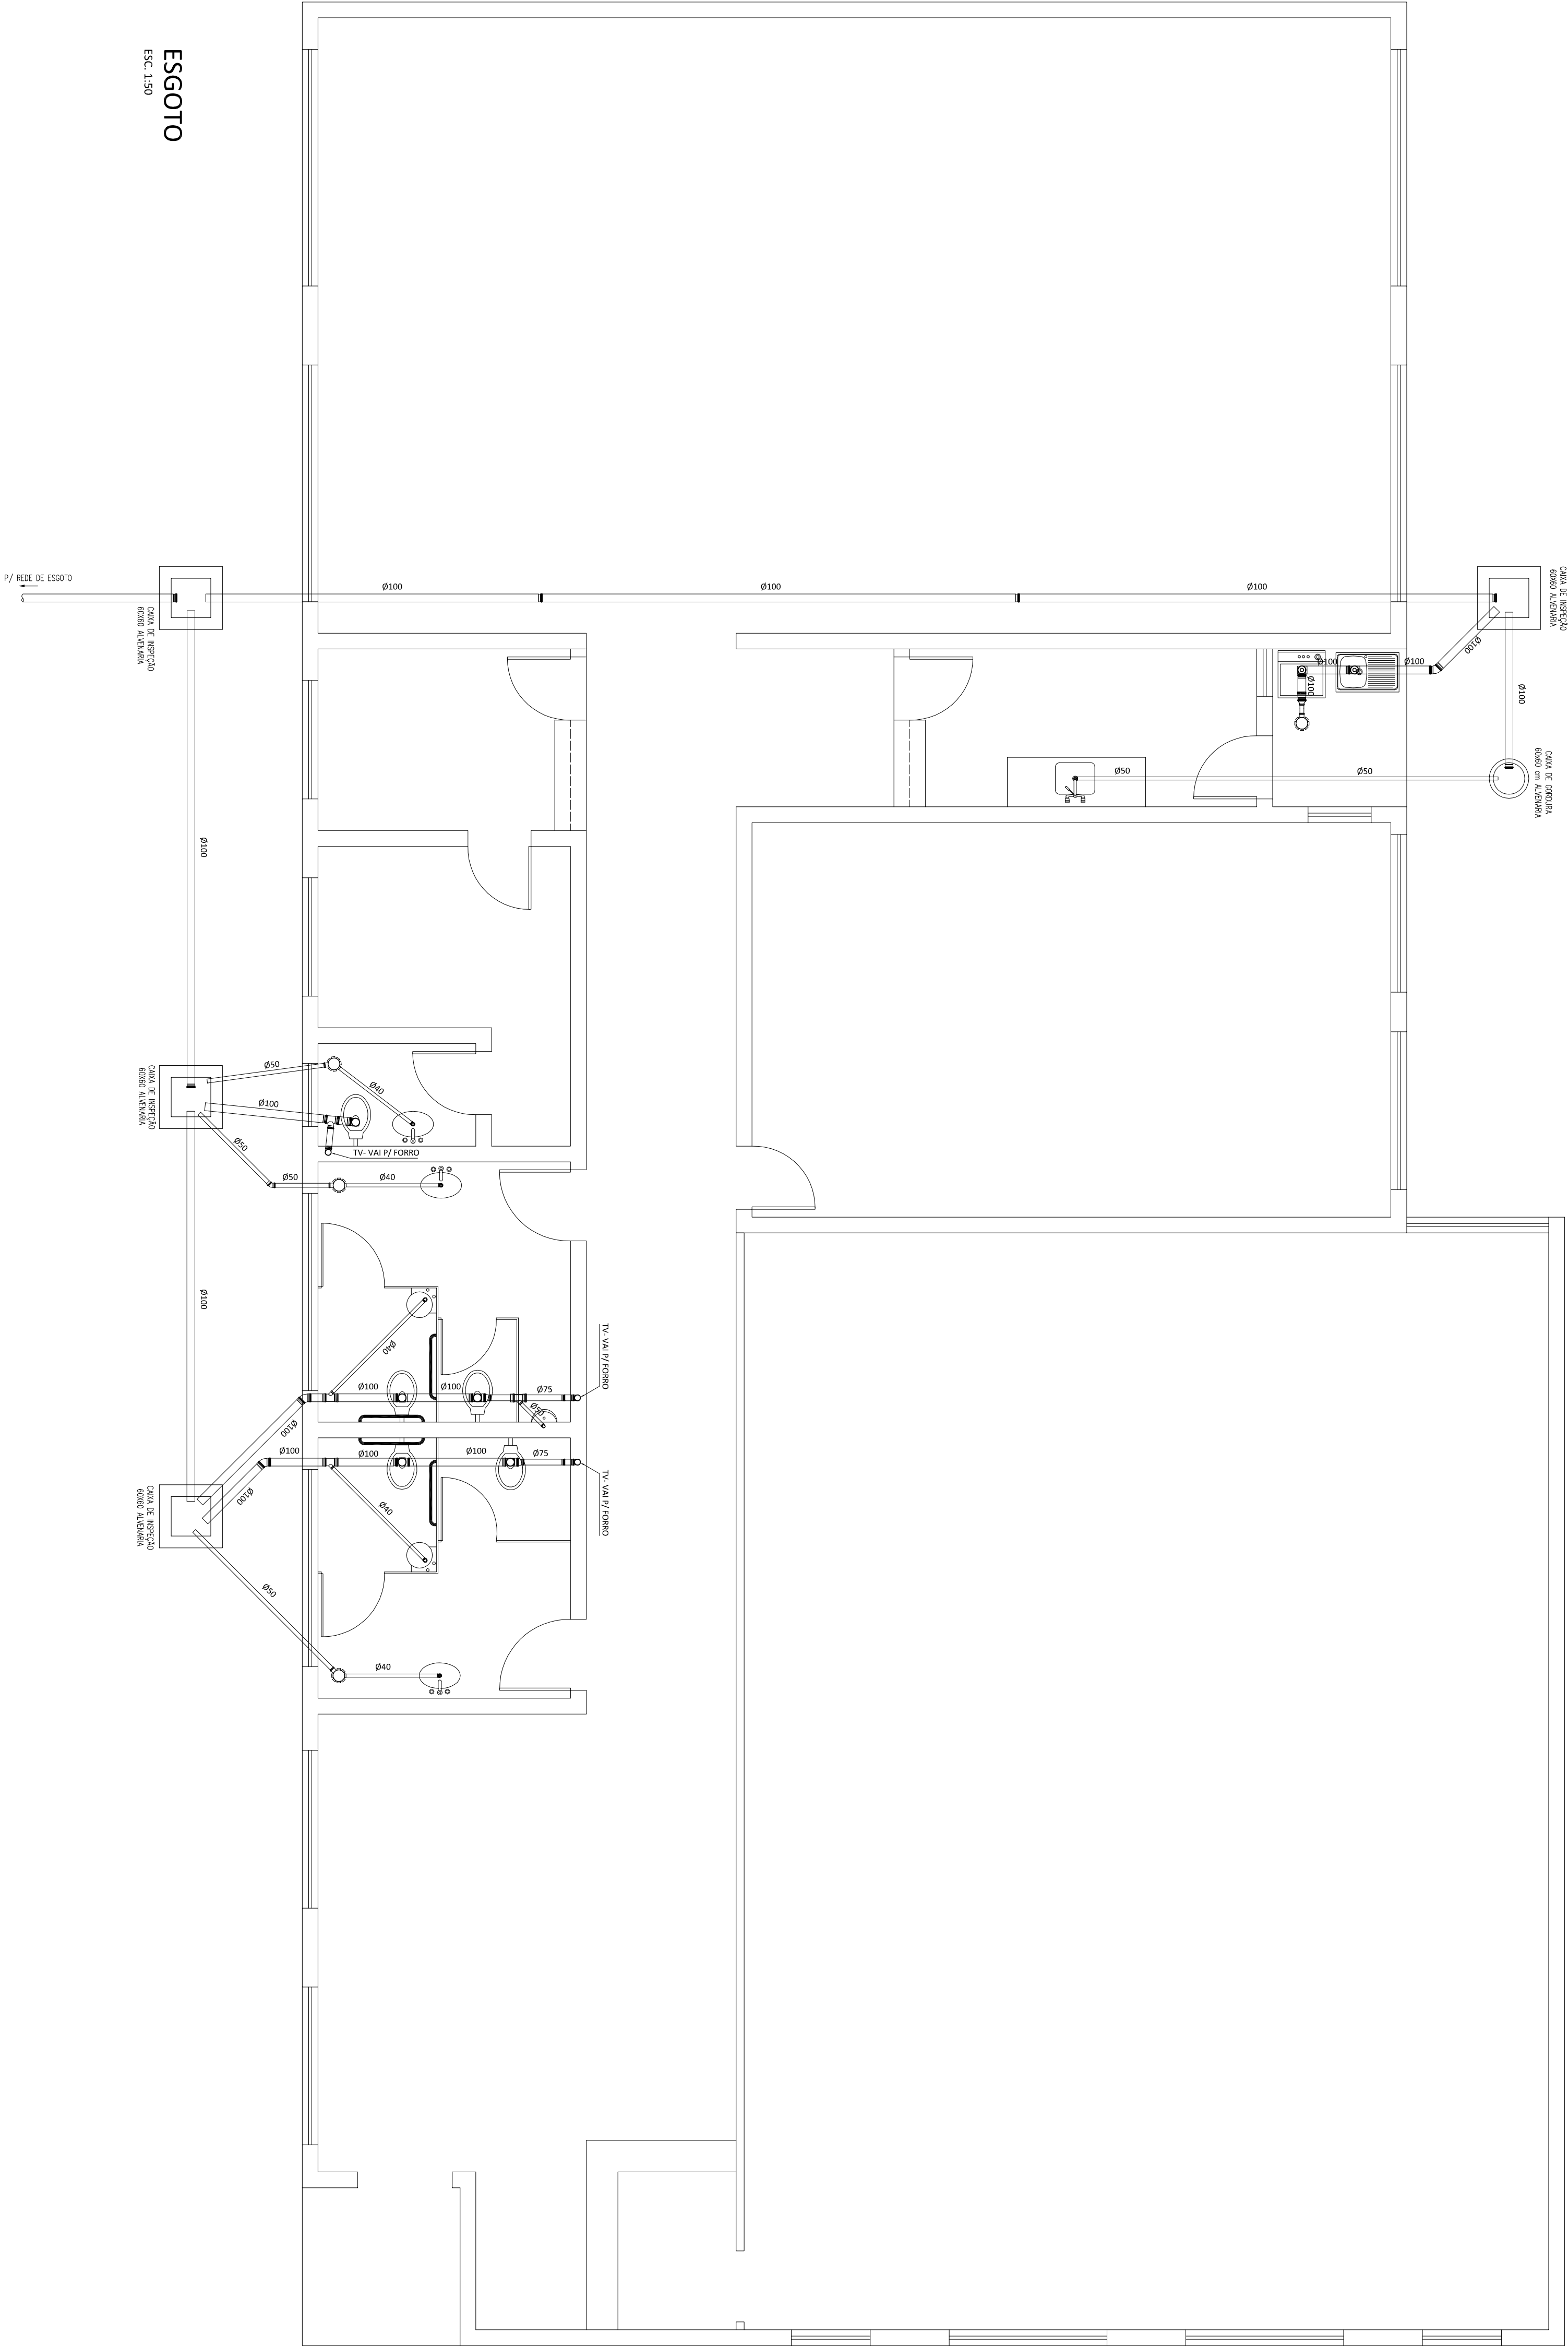 ESGOTO
ESC. 1:50
P/ REDE DE ESGOTO
CAIXA DE INSPEÇÃO
60X60 ALVENARIA
Ø100
Ø100
Ø100
CAIXA DE INSPEÇÃO
60X60 ALVENARIA
Ø100
Ø100
Ø100
Ø100
Ø100
CAIXA DE GORDURA
60x60 cm ALVENARIA
Ø50
Ø50
Ø100
CAIXA DE INSPEÇÃO
60X60 ALVENARIA
Ø50
Ø40
Ø100
Ø50
TV- VAI P/ FORRO
Ø50
Ø40
Ø100
Ø40
TV- VAI P/ FORRO
Ø100
Ø100
Ø75
Ø50
Ø100
Ø100
Ø100
Ø100
Ø75
TV- VAI P/ FORRO
Ø100
Ø40
CAIXA DE INSPEÇÃO
60X60 ALVENARIA
Ø50
Ø40